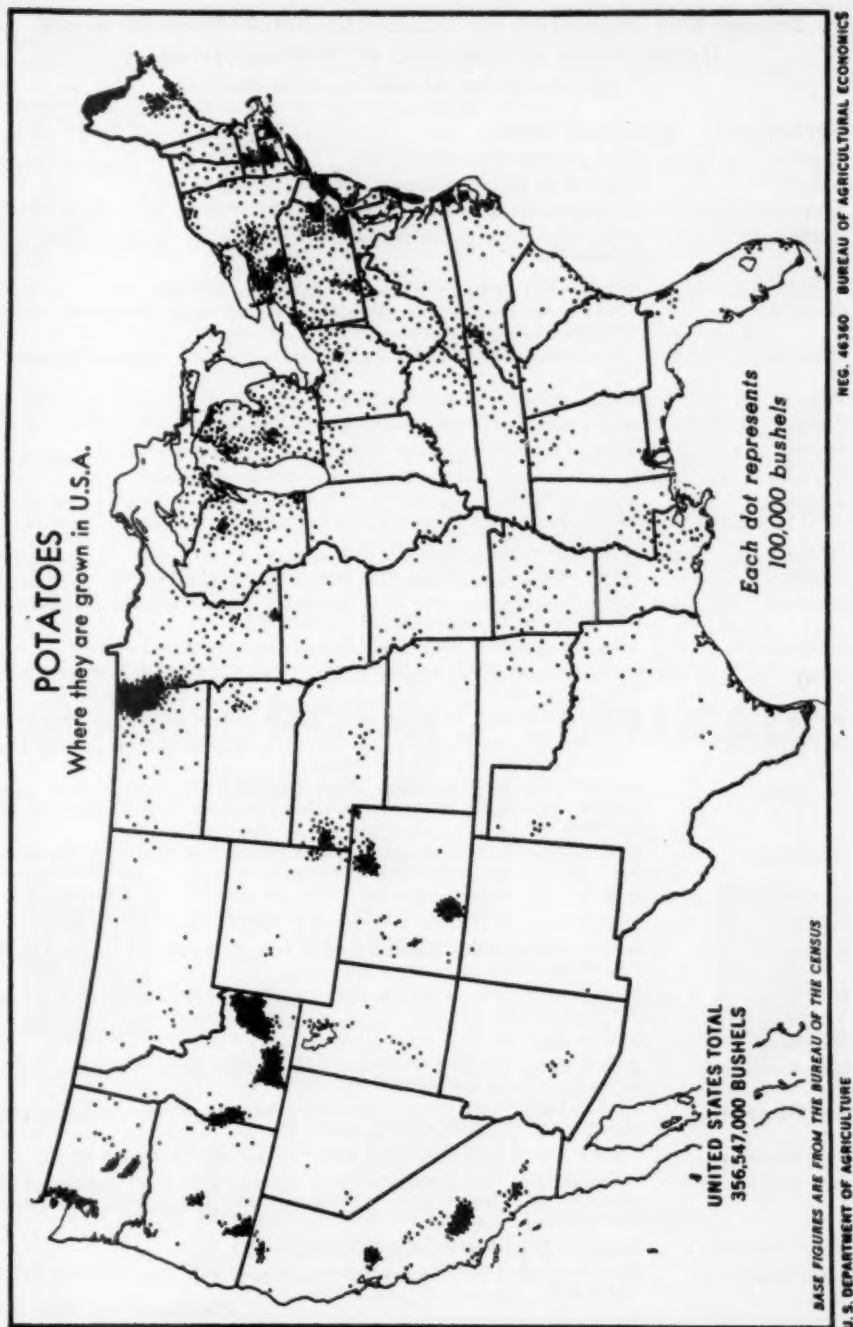 POTATOES
Where they are grown in U.S.A.
Each dot represents
100,000 bushels
UNITED STATES TOTAL
356,547,000 BUSHELS
BASE FIGURES ARE FROM THE BUREAU OF THE CENSUS
U.S. DEPARTMENT OF AGRICULTURE
NEG. 46360 BUREAU OF AGRICULTURAL ECONOMICS